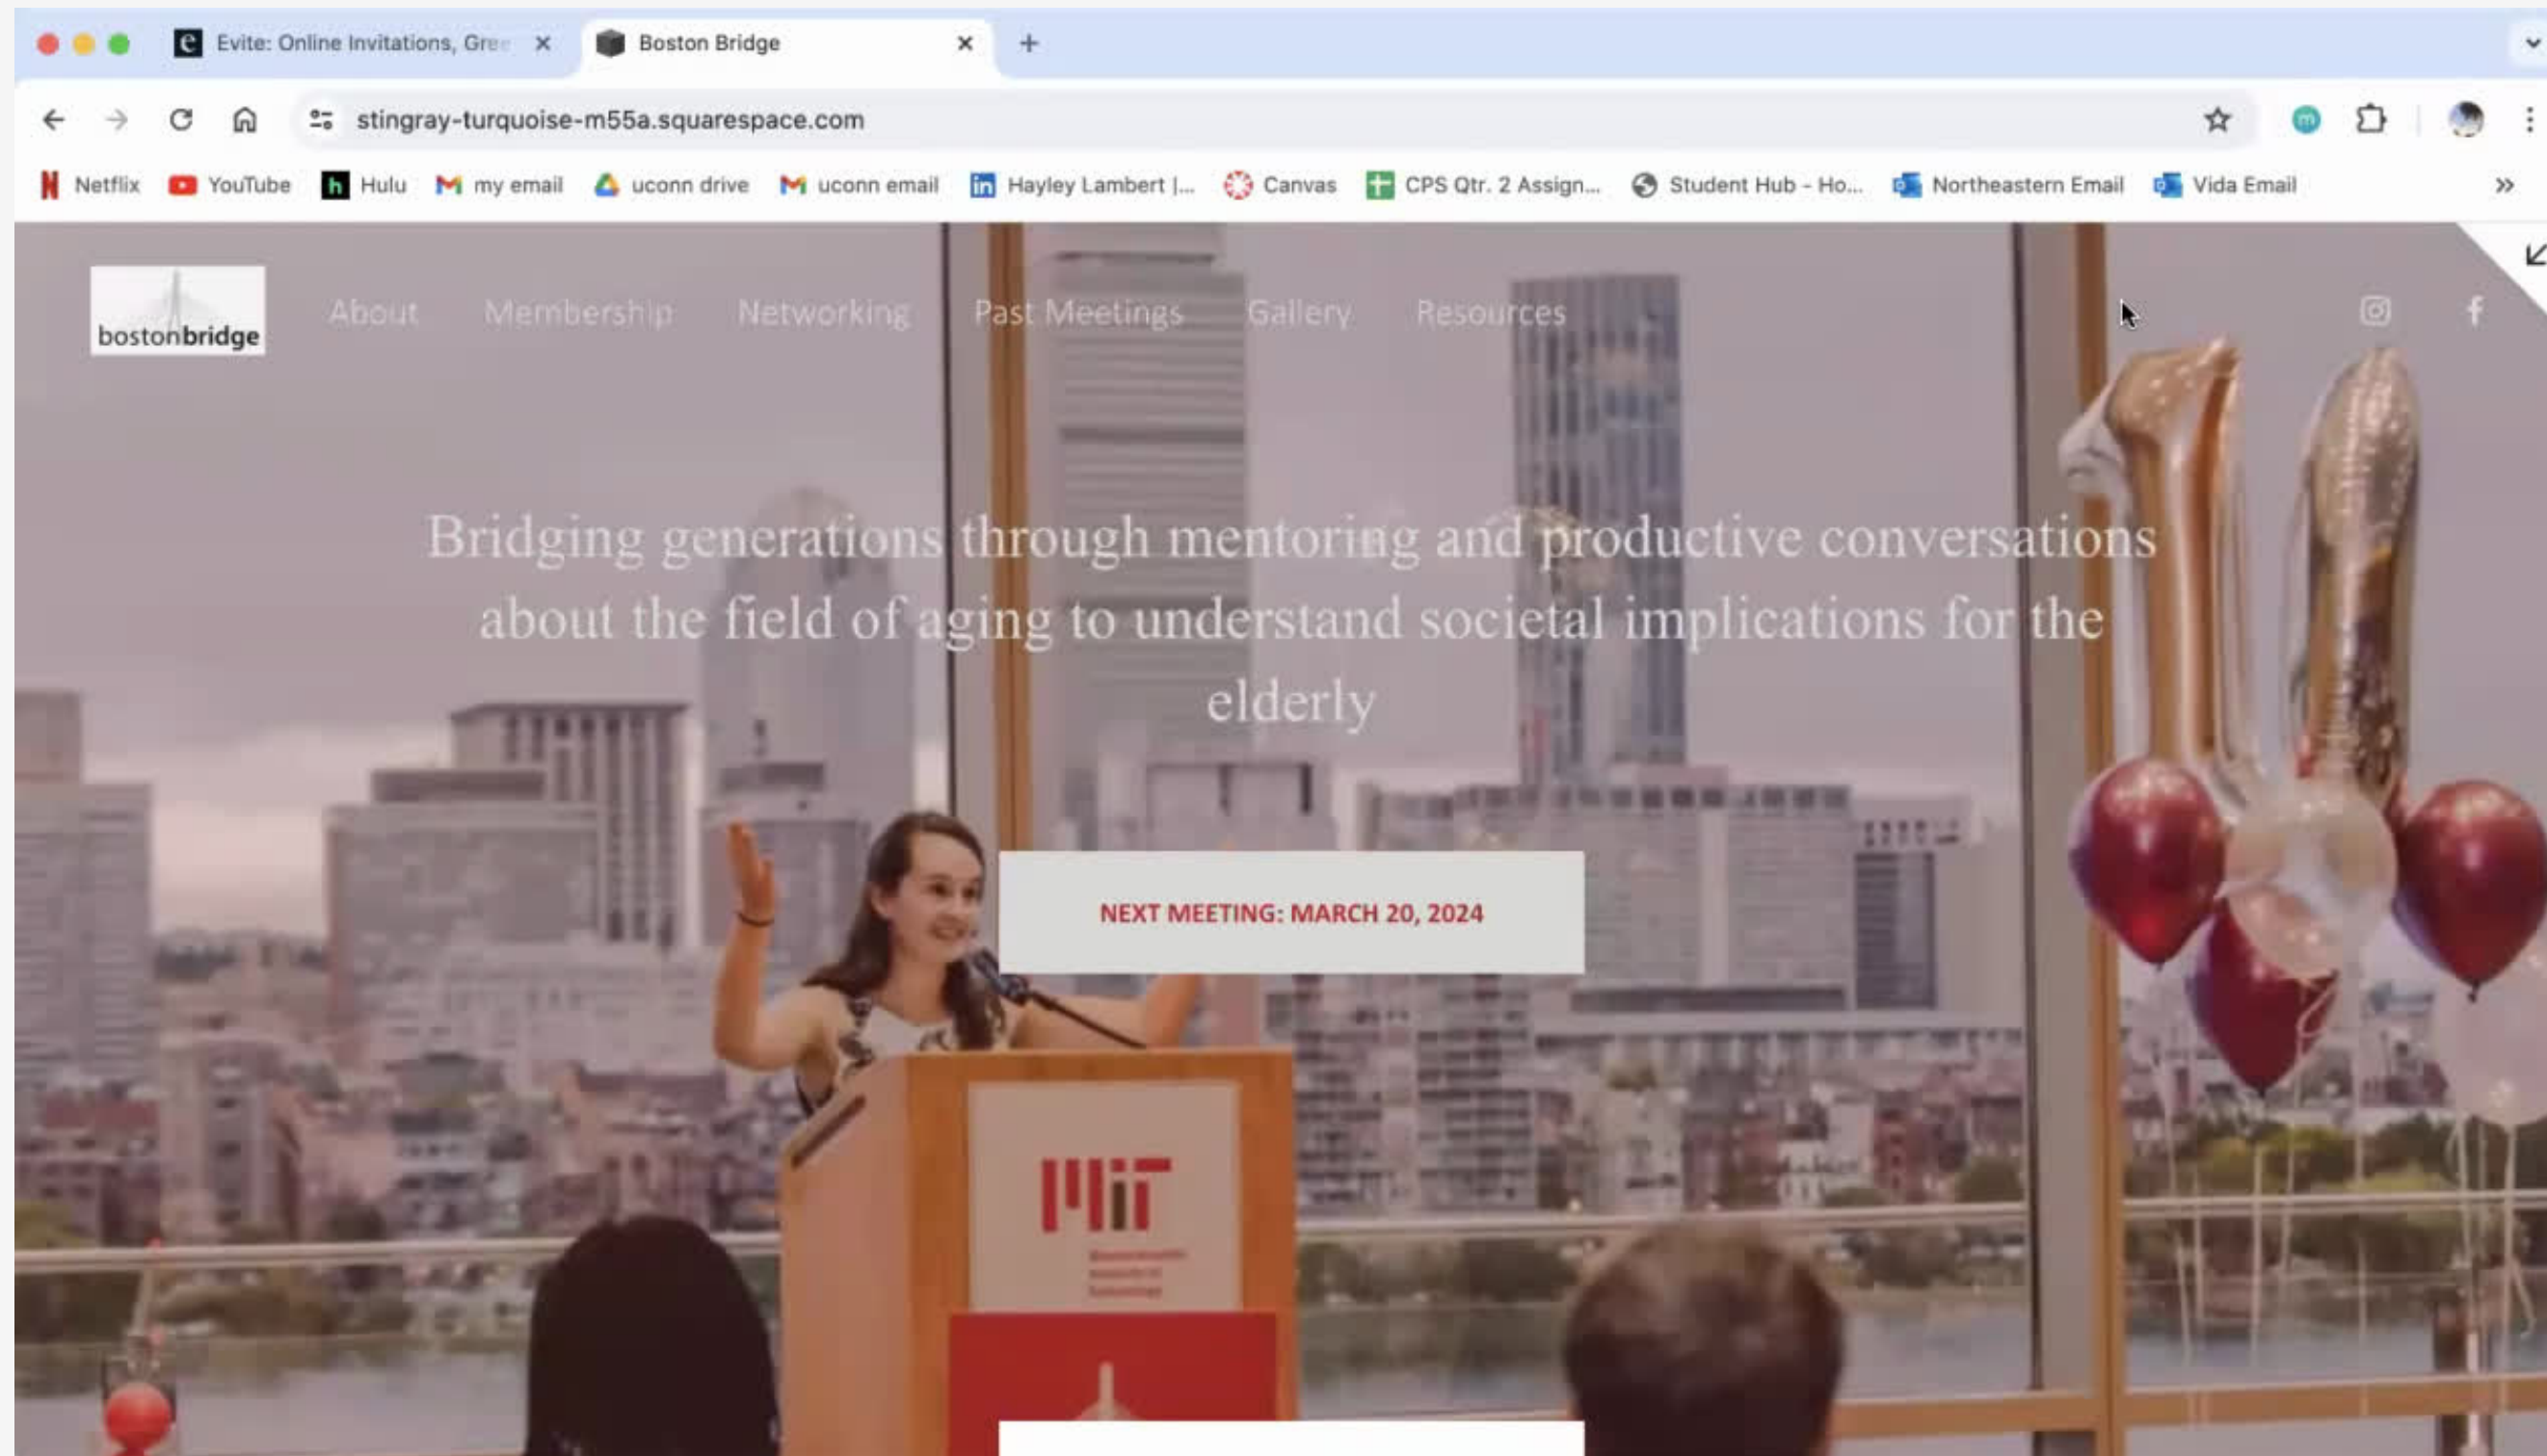 Evite: Online Invitations, Gree
Boston Bridge
stingray-turquoise-m55a.squarespace.com
Netflix YouTube Hulu my email uconn drive uconn email Hayley Lambert |... Canvas CPS Qtr. 2 Assign... Student Hub - Ho... Northeastern Email Vida Email
bostonbridge
About Membership Networking Past Meetings Gallery Resources
Bridging generations through mentoring and productive conversations
about the field of aging to understand societal implications for the
elderly
NEXT MEETING: MARCH 20, 2024
MIT